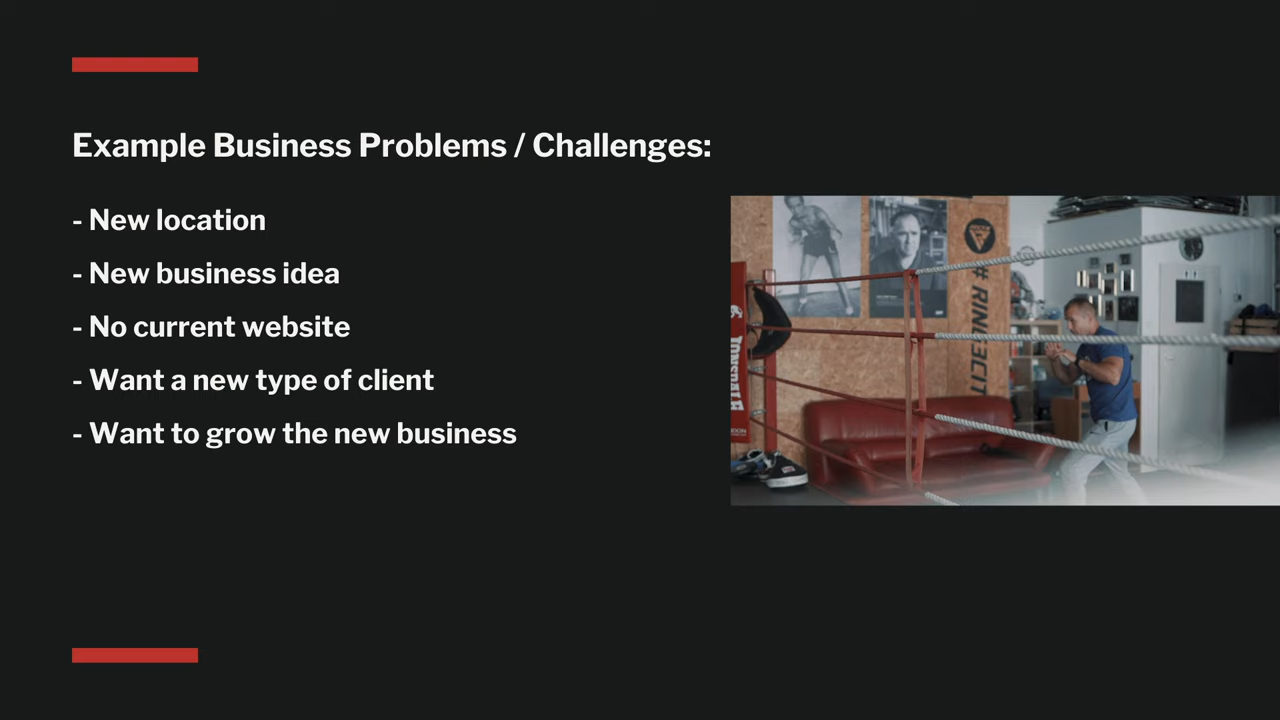 Example Business Problems / Challenges:
- New location
- New business idea
- No current website
- Want a new type of client
- Want to grow the new business
LONSDALE